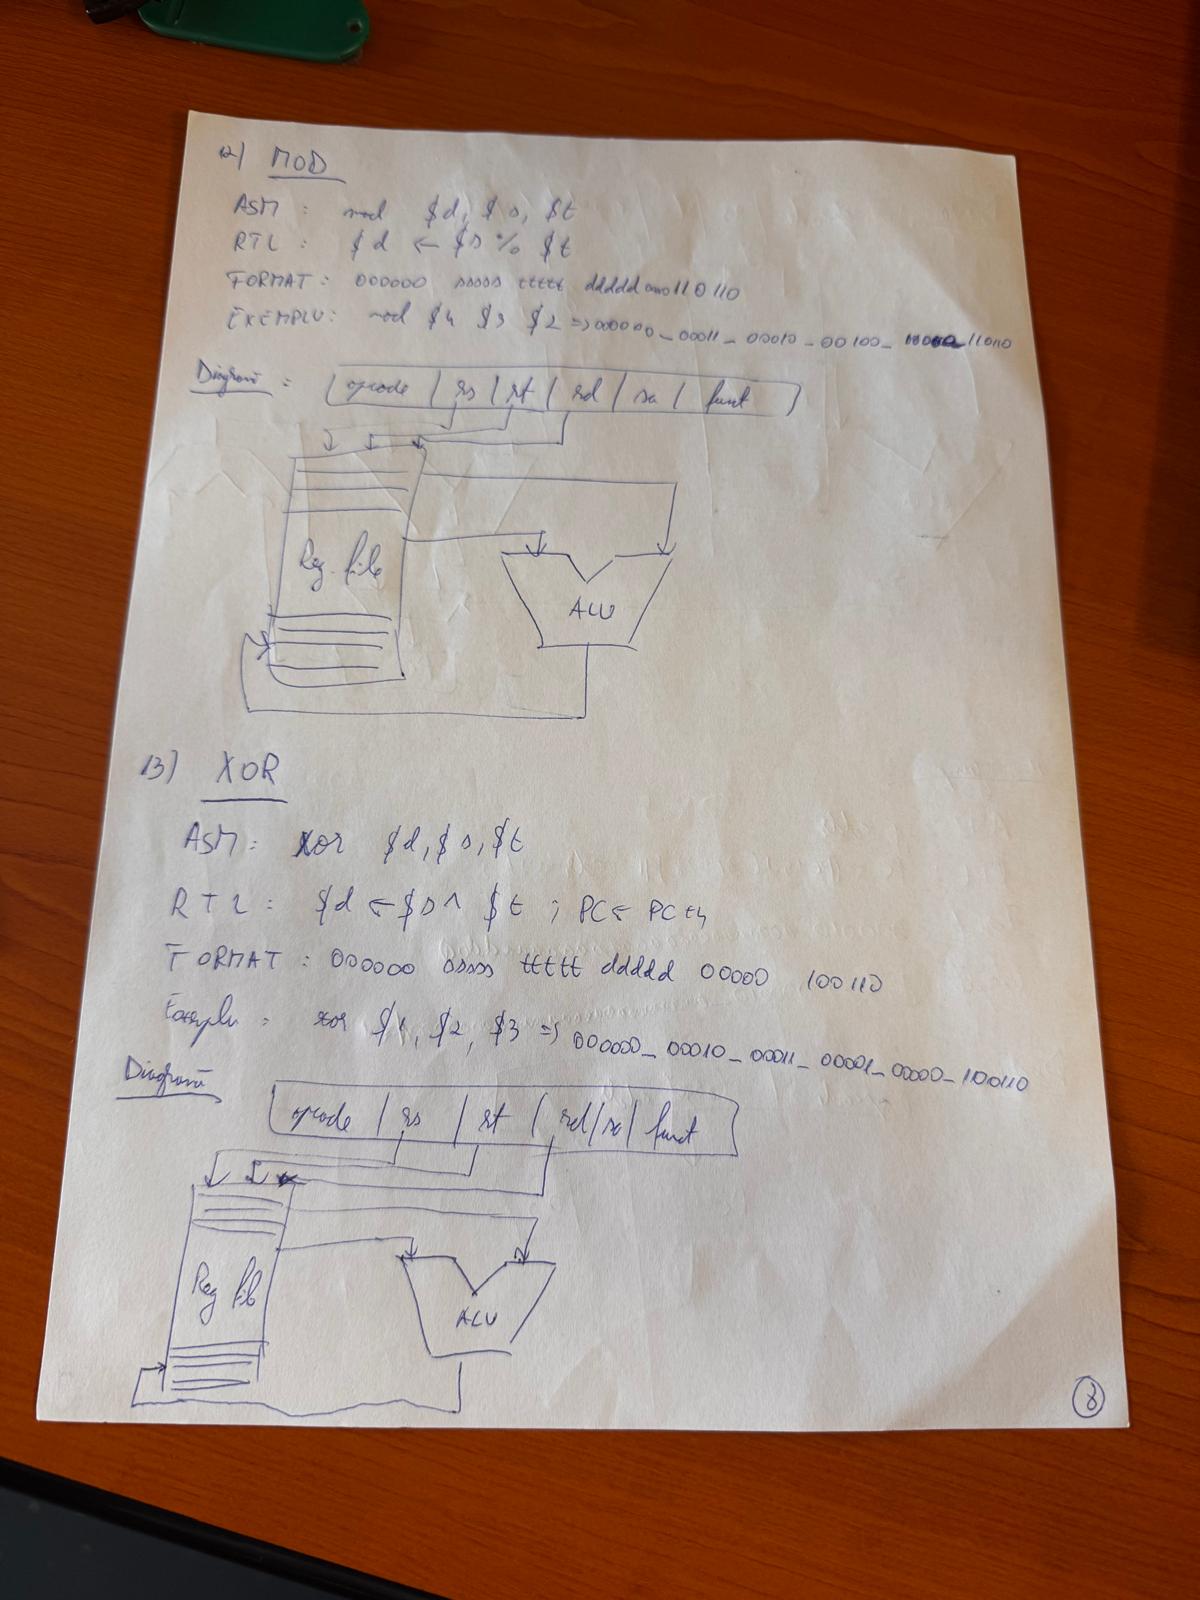 12) MOD
ASM : mod $d, $s, $t
RTL : $d ← $s % $t
FORMAT : 000000 sssss ttttt ddddd 00000 110110
EXEMPLU : mod $4 $3 $2 => 000000_00011_00010_00100_ _110110
Diagramă :
opcode | rs | rt | rd | sa | funct
Reg. file
ALU
13) XOR
ASM : xor $d, $s, $t
RTL : $d ← $s ^ $t ; PC ← PC+4
FORMAT : 000000 sssss ttttt ddddd 00000 100110
Exemplu : xor $1, $2, $3 => 000000_00010_00011_00001_00000_100110
Diagramă
opcode | rs | rt | rd | sa | funct
Reg file
ALU
8